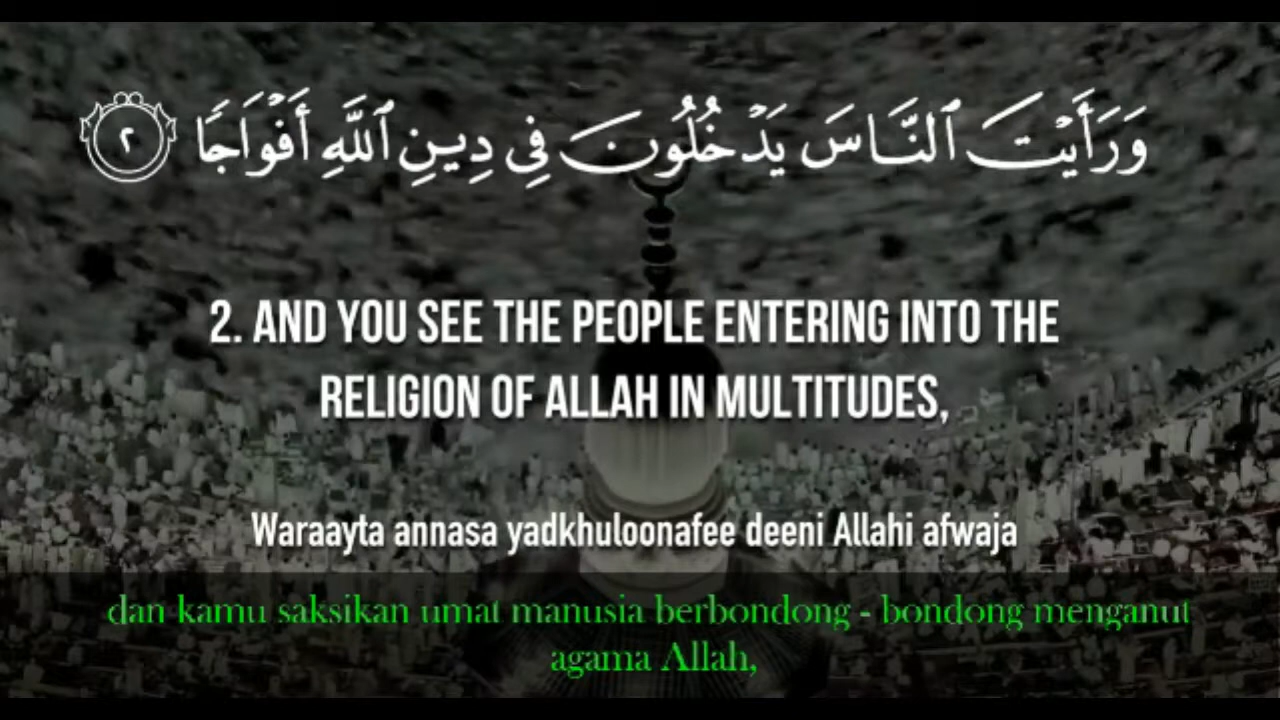 وَرَأَيْتَ ٱلنَّاسَ يَدْخُلُونَ فِى دِينِ ٱللَّهِ أَفْوَاجًا ٢
2. AND YOU SEE THE PEOPLE ENTERING INTO THE
RELIGION OF ALLAH IN MULTITUDES,
Waraayta annasa yadkhuloonafee deeni Allahi afwaja
dan kamu saksikan umat manusia berbondong - bondong menganut
agama Allah,